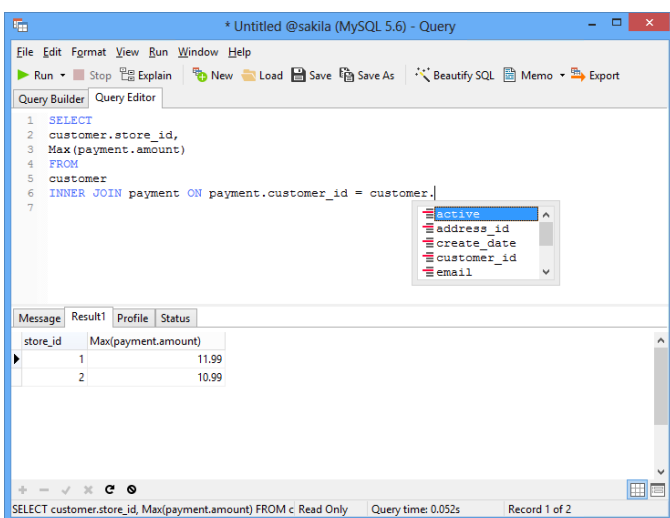 * Untitled @sakila (MySQL 5.6) - Query
File Edit Format View Run Window Help
Run Stop Explain New Load Save Save As Beautify SQL Memo Export
Query Builder Query Editor
1 SELECT
2 customer.store_id,
3 Max(payment.amount)
4 FROM
5 customer
6 INNER JOIN payment ON payment.customer_id = customer.
7
active
address_id
create_date
customer_id
email
Message Result1 Profile Status
store_id Max(payment.amount)
1 11.99
2 10.99
SELECT customer.store_id, Max(payment.amount) FROM c Read Only Query time: 0.052s Record 1 of 2